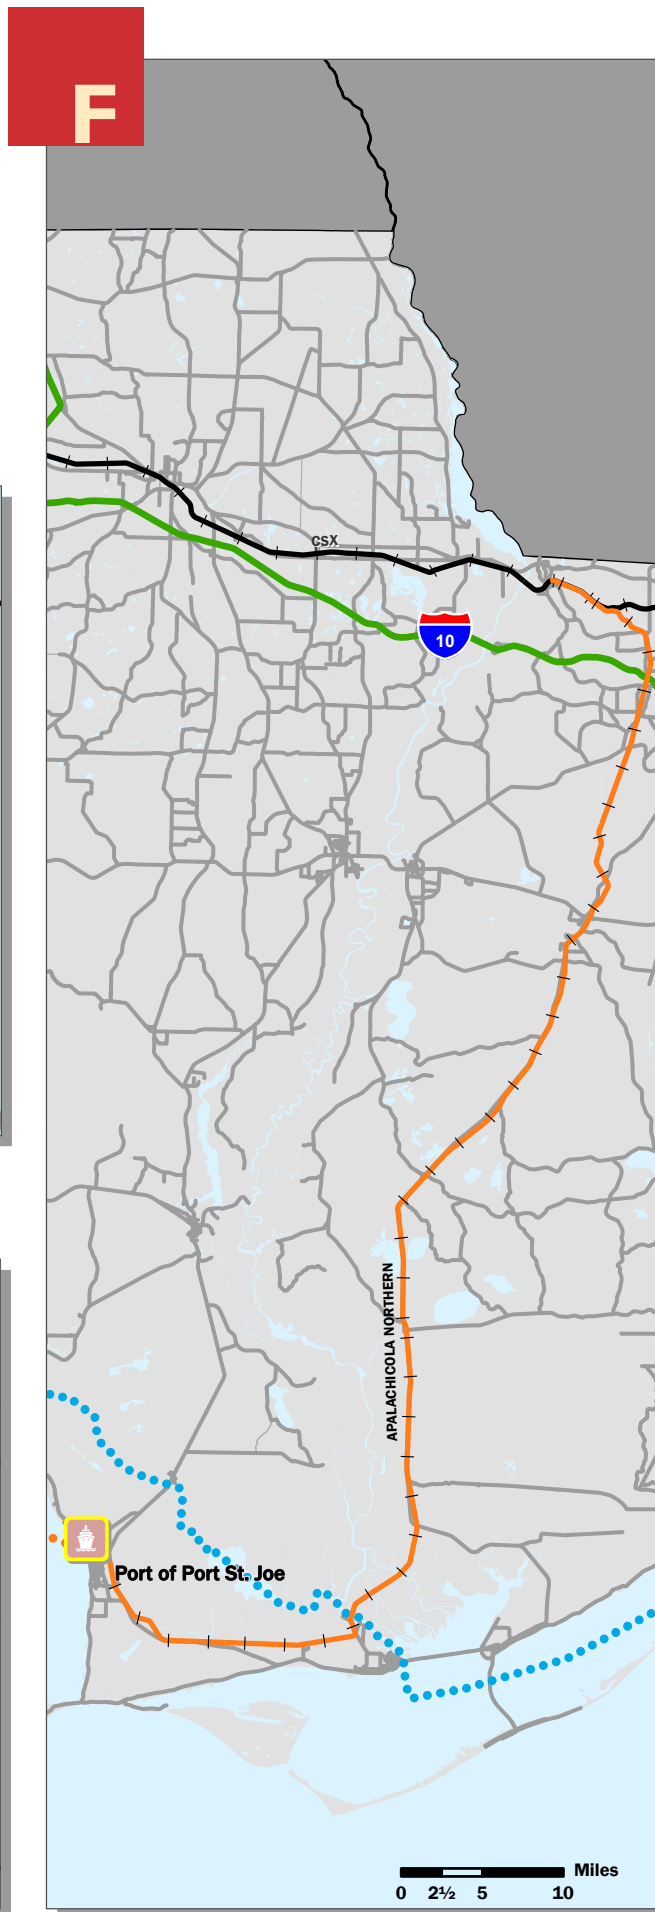 F
CSX
10
APALACHICOLA NORTHERN
Port of Port St. Joe
Miles
0 2½ 5 10